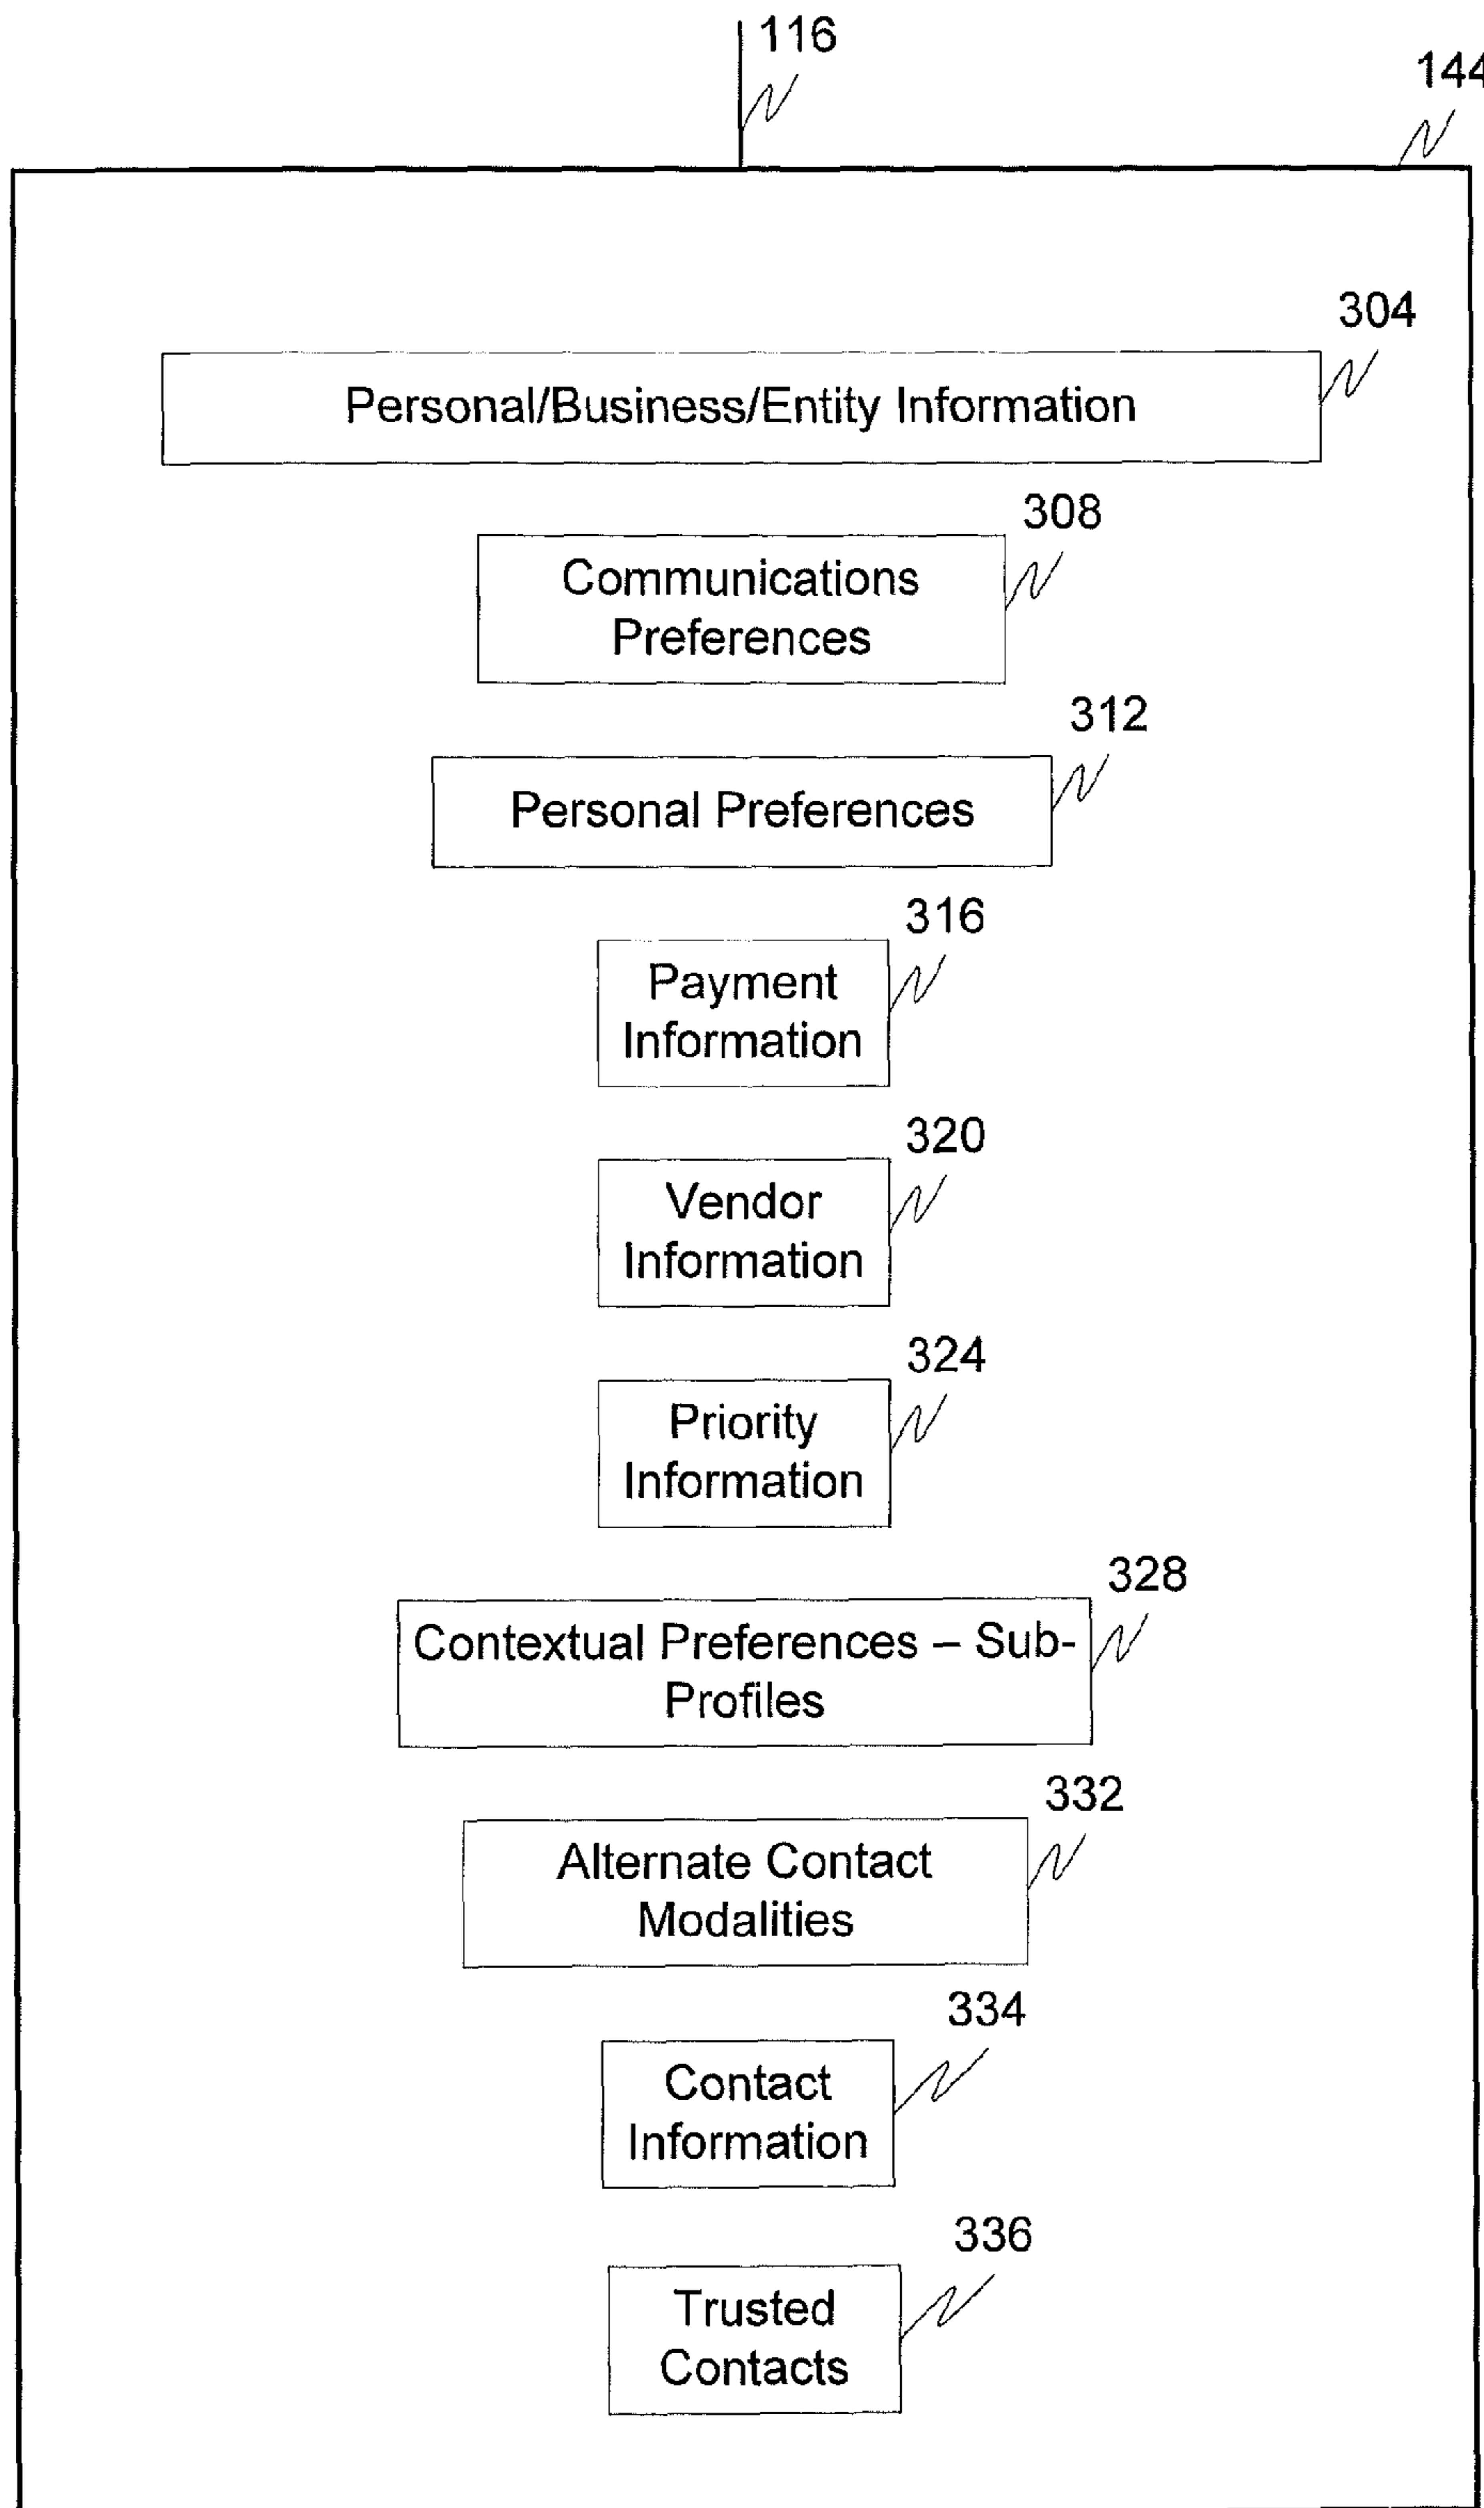 116
144
304
Personal/Business/Entity Information
308
Communications
Preferences
312
Personal Preferences
316
Payment
Information
320
Vendor
Information
324
Priority
Information
328
Contextual Preferences – Sub-
Profiles
332
Alternate Contact
Modalities
334
Contact
Information
336
Trusted
Contacts